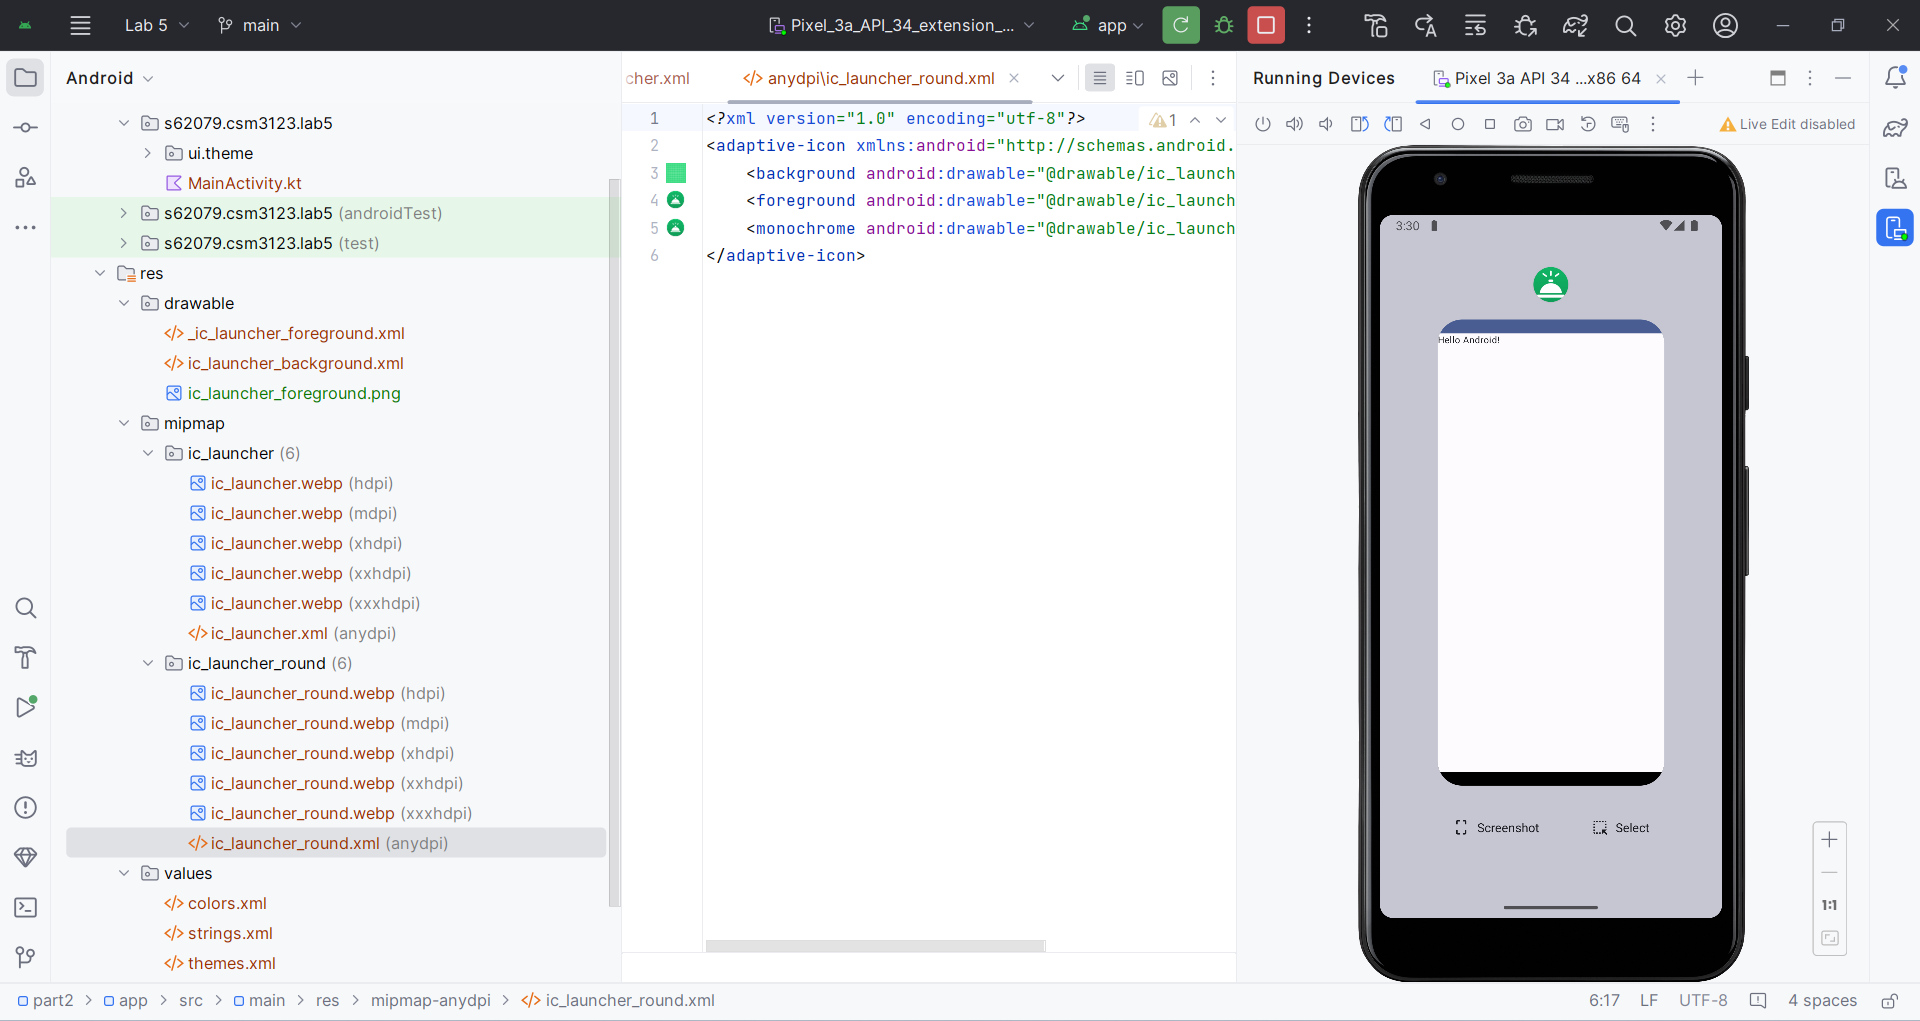 Lab 5
main
Pixel_3a_API_34_extension_...
app
Android
s62079.csm3123.lab5
ui.theme
MainActivity.kt
s62079.csm3123.lab5 (androidTest)
s62079.csm3123.lab5 (test)
res
drawable
_ic_launcher_foreground.xml
ic_launcher_background.xml
ic_launcher_foreground.png
mipmap
ic_launcher (6)
ic_launcher.webp (hdpi)
ic_launcher.webp (mdpi)
ic_launcher.webp (xhdpi)
ic_launcher.webp (xxhdpi)
ic_launcher.webp (xxxhdpi)
ic_launcher.xml (anydpi)
ic_launcher_round (6)
ic_launcher_round.webp (hdpi)
ic_launcher_round.webp (mdpi)
ic_launcher_round.webp (xhdpi)
ic_launcher_round.webp (xxhdpi)
ic_launcher_round.webp (xxxhdpi)
ic_launcher_round.xml (anydpi)
values
colors.xml
strings.xml
themes.xml
cher.xml
anydpi\ic_launcher_round.xml
1 <?xml version="1.0" encoding="utf-8"?>
1
2 <adaptive-icon xmlns:android="http://schemas.android.
3 <background android:drawable="@drawable/ic_launch
4 <foreground android:drawable="@drawable/ic_launch
5 <monochrome android:drawable="@drawable/ic_launch
6 </adaptive-icon>
Running Devices
Pixel 3a API 34 ...x86 64
Live Edit disabled
3:30
Hello Android!
Screenshot
Select
1:1
part2 > app > src > main > res > mipmap-anydpi > ic_launcher_round.xml
6:17 LF UTF-8 4 spaces